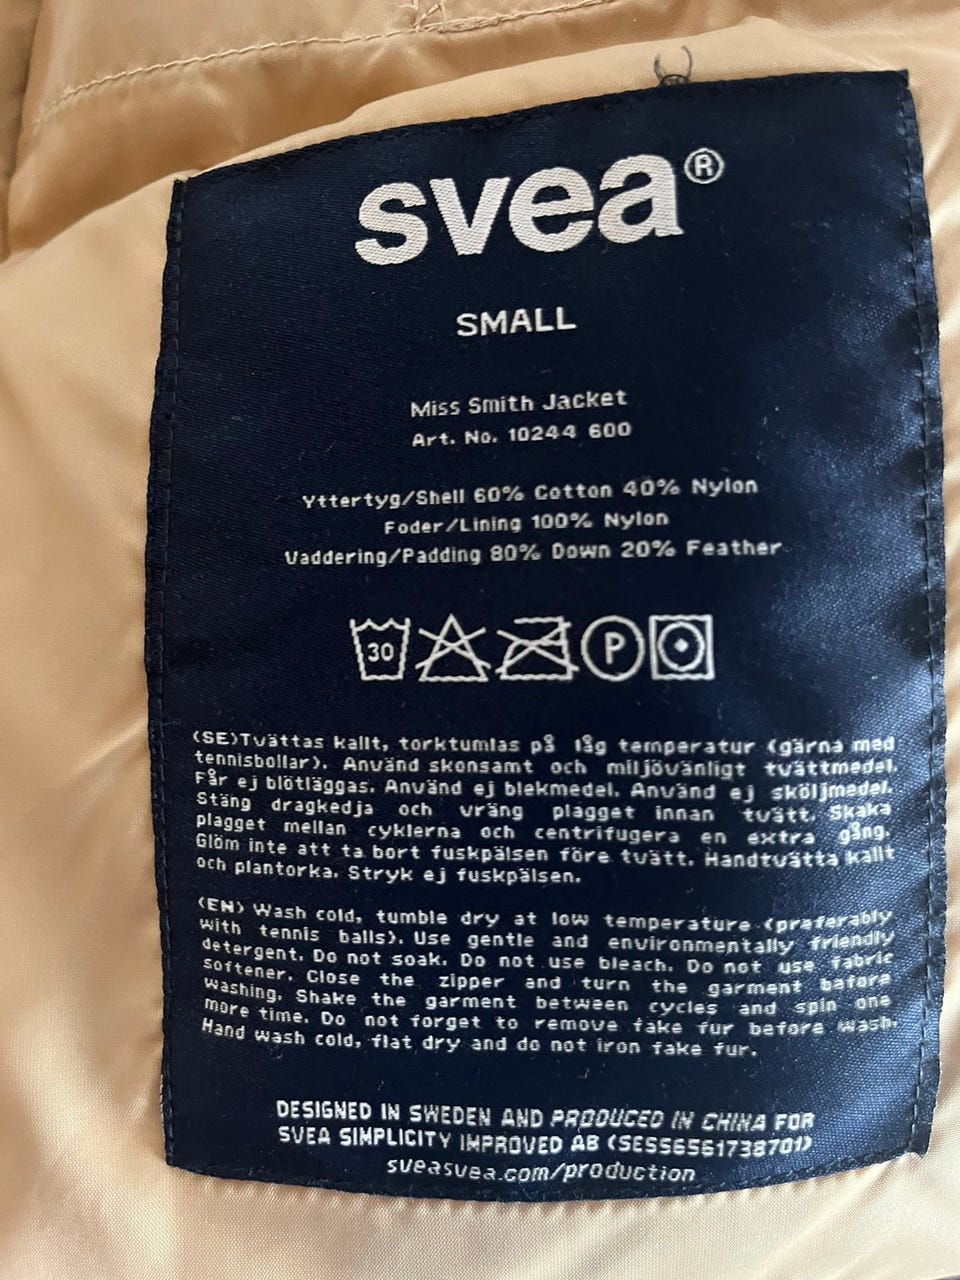 svea®
SMALL
Miss Smith Jacket
Art. No. 10244 600
Yttertyg/Shell 60% Cotton 40% Nylon
Foder/Lining 100% Nylon
Vaddering/Padding 80% Down 20% Feather
30 P
(SE)Tvättas kallt, torktumlas på låg temperatur (gärna med
tennisbollar). Använd skonsamt och miljövänligt tvättmedel.
Får ej blötläggas. Använd ej blekmedel. Använd ej sköljmedel.
Stäng dragkedja och vräng plagget innan tvätt. Skaka
plagget mellan cyklerna och centrifugera en extra gång.
Glöm inte att ta bort fuskpälsen före tvätt. Handtvätta kallt
och plantorka. Stryk ej fuskpälsen.
(EN) Wash cold, tumble dry at low temperature (preferably
with tennis balls). Use gentle and environmentally friendly
detergent. Do not soak. Do not use bleach. Do not use fabric
softener. Close the zipper and turn the garment before
washing. Shake the garment between cycles and spin one
more time. Do not forget to remove fake fur before wash.
Hand wash cold, flat dry and do not iron fake fur.
DESIGNED IN SWEDEN AND PRODUCED IN CHINA FOR
SVEA SIMPLICITY IMPROVED AB (SE556561738701)
sveasvea.com/production